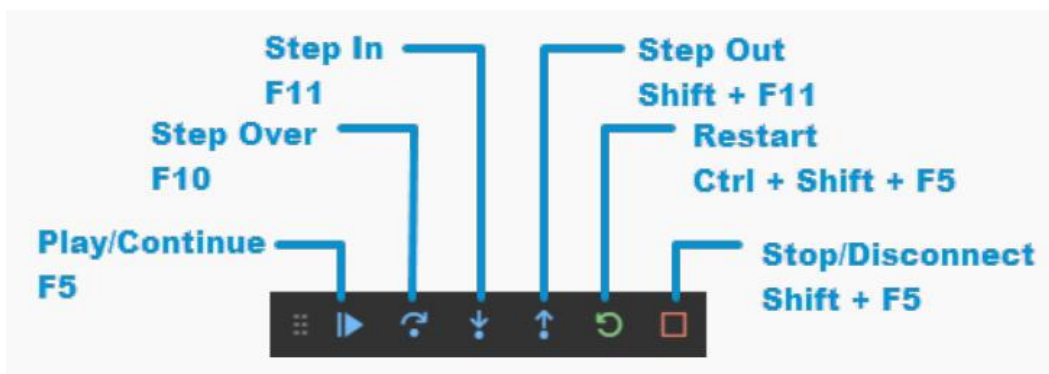 Step In
F11
Step Out
Shift + F11
Step Over
F10
Restart
Ctrl + Shift + F5
Play/Continue
F5
Stop/Disconnect
Shift + F5